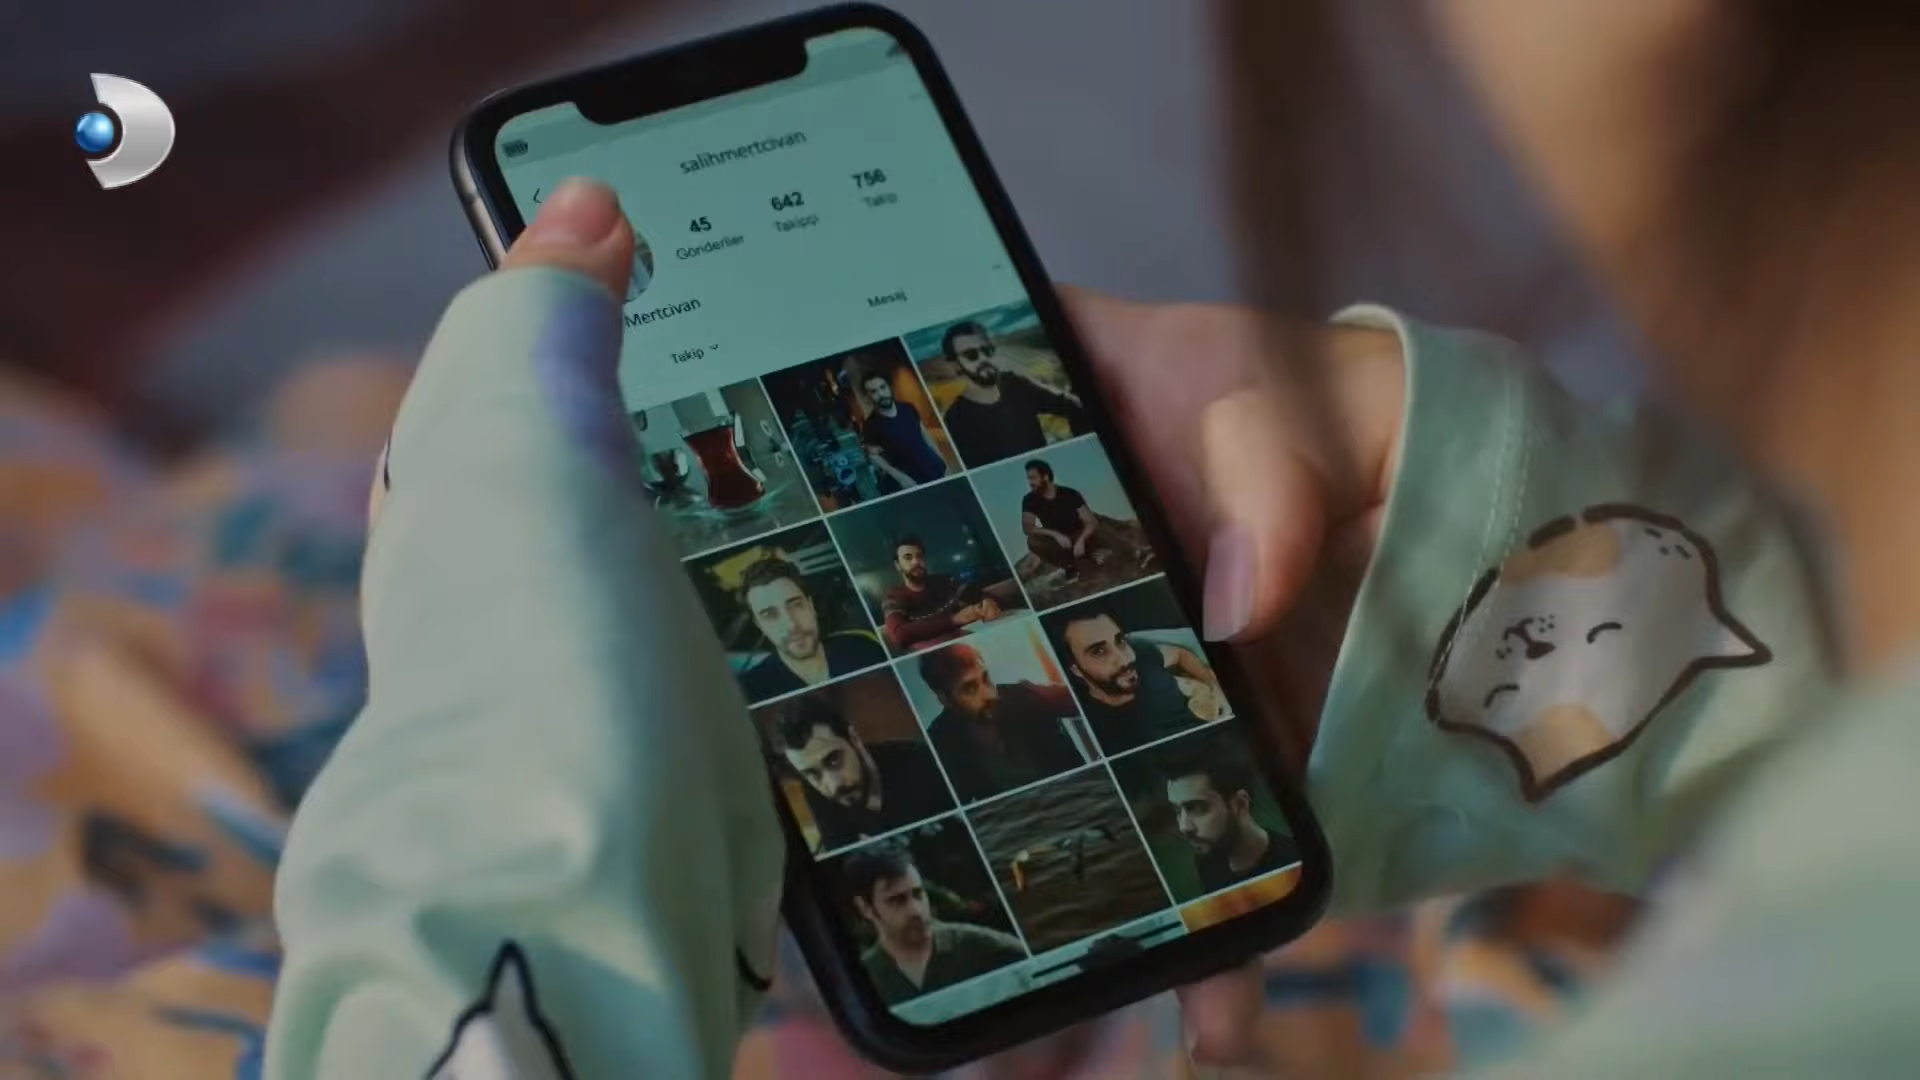 salihmertcivan
45
642
756
Gönderiler
Takipçi
Takip
Mertcivan
Takip
Mesaj